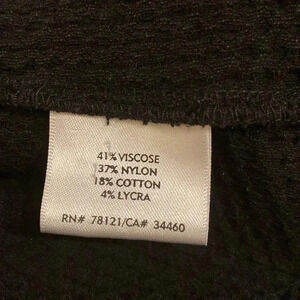 41% VISCOSE
37% NYLON
18% COTTON
4% LYCRA
RN# 78121/CA# 34460